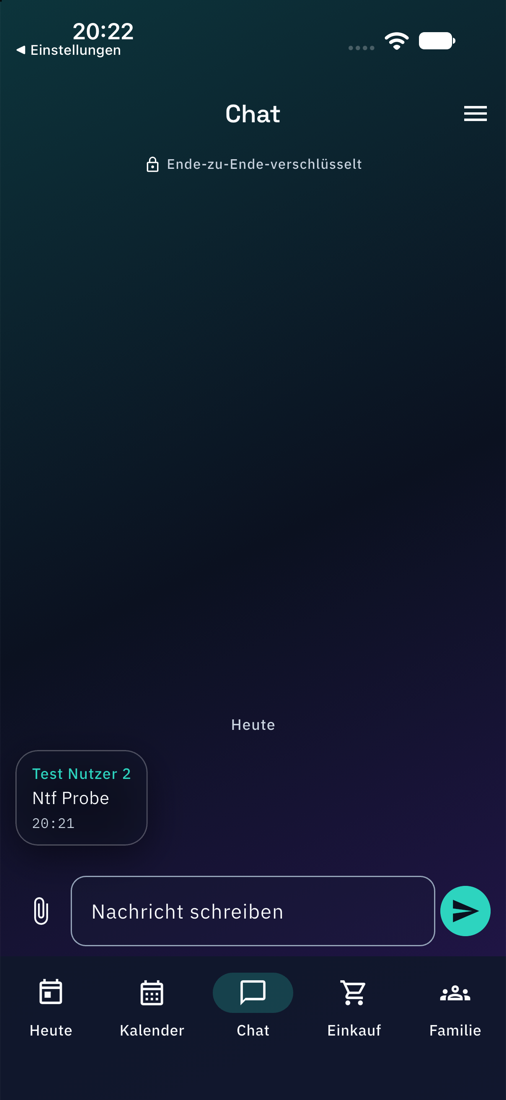 20:22
◀ Einstellungen
Chat
Ende-zu-Ende-verschlüsselt
Heute
Test Nutzer 2
Ntf Probe
20:21
Nachricht schreiben
Heute
Kalender
Chat
Einkauf
Familie